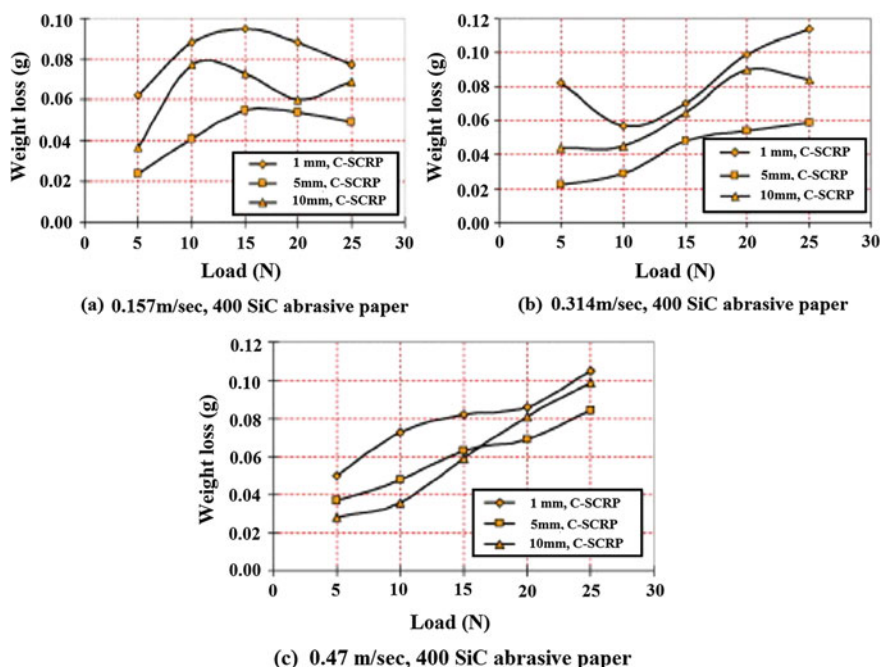 0.10
0.08
0.06
0.04
0.02
0.00
Weight loss (g)
0 5 10 15 20 25 30
Load (N)
1 mm, C-SCRP
5mm, C-SCRP
10mm, C-SCRP
(a) 0.157m/sec, 400 SiC abrasive paper
0.12
0.10
0.08
0.06
0.04
0.02
0.00
Weight loss (g)
0 5 10 15 20 25 30
Load (N)
1 mm, C-SCRP
5mm, C-SCRP
10mm, C-SCRP
(b) 0.314m/sec, 400 SiC abrasive paper
0.12
0.10
0.08
0.06
0.04
0.02
0.00
Weight loss (g)
0 5 10 15 20 25 30
Load (N)
1 mm, C-SCRP
5mm, C-SCRP
10mm, C-SCRP
(c) 0.47 m/sec, 400 SiC abrasive paper